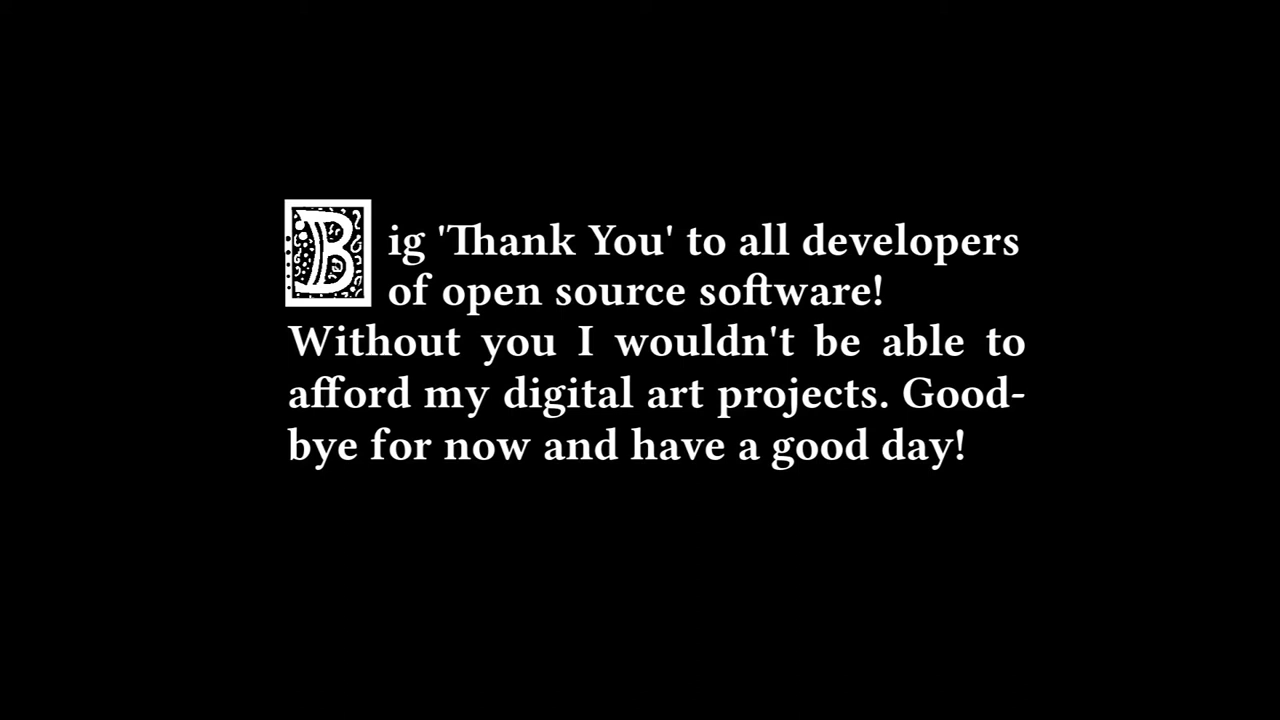 Big 'Thank You' to all developers
of open source software!
Without you I wouldn't be able to
afford my digital art projects. Good-
bye for now and have a good day!